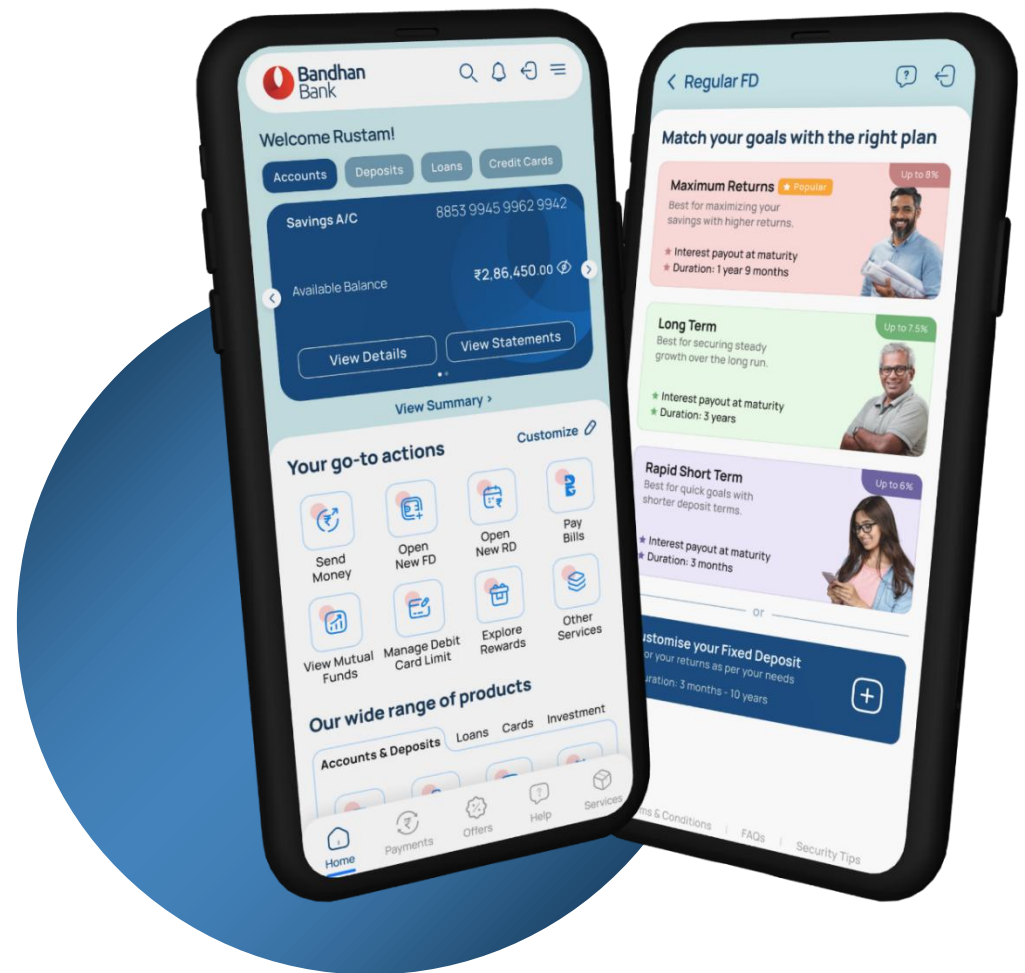 Bandhan
Bank
Welcome Rustam!
Accounts
Deposits
Loans
Credit Cards
Savings A/C
8853 9945 9962 9942
Available Balance
₹2,86,450.00
View Details
View Statements
View Summary >
Your go-to actions
Customize
Send
Money
Open
New FD
Open
New RD
Pay
Bills
View Mutual
Funds
Manage Debit
Card Limit
Explore
Rewards
Other
Services
Our wide range of products
Accounts & Deposits
Loans
Cards
Investment
Home
Payments
Offers
Help
Services
< Regular FD
Match your goals with the right plan
Maximum Returns
★ Popular
Up to 8%
Best for maximizing your
savings with higher returns.
★ Interest payout at maturity
★ Duration: 1 year 9 months
Long Term
Up to 7.5%
Best for securing steady
growth over the long run.
★ Interest payout at maturity
★ Duration: 3 years
Rapid Short Term
Up to 6%
Best for quick goals with
shorter deposit terms.
★ Interest payout at maturity
★ Duration: 3 months
or
ustomise your Fixed Deposit
or your returns as per your needs
uration: 3 months - 10 years
ms & Conditions | FAQs | Security Tips